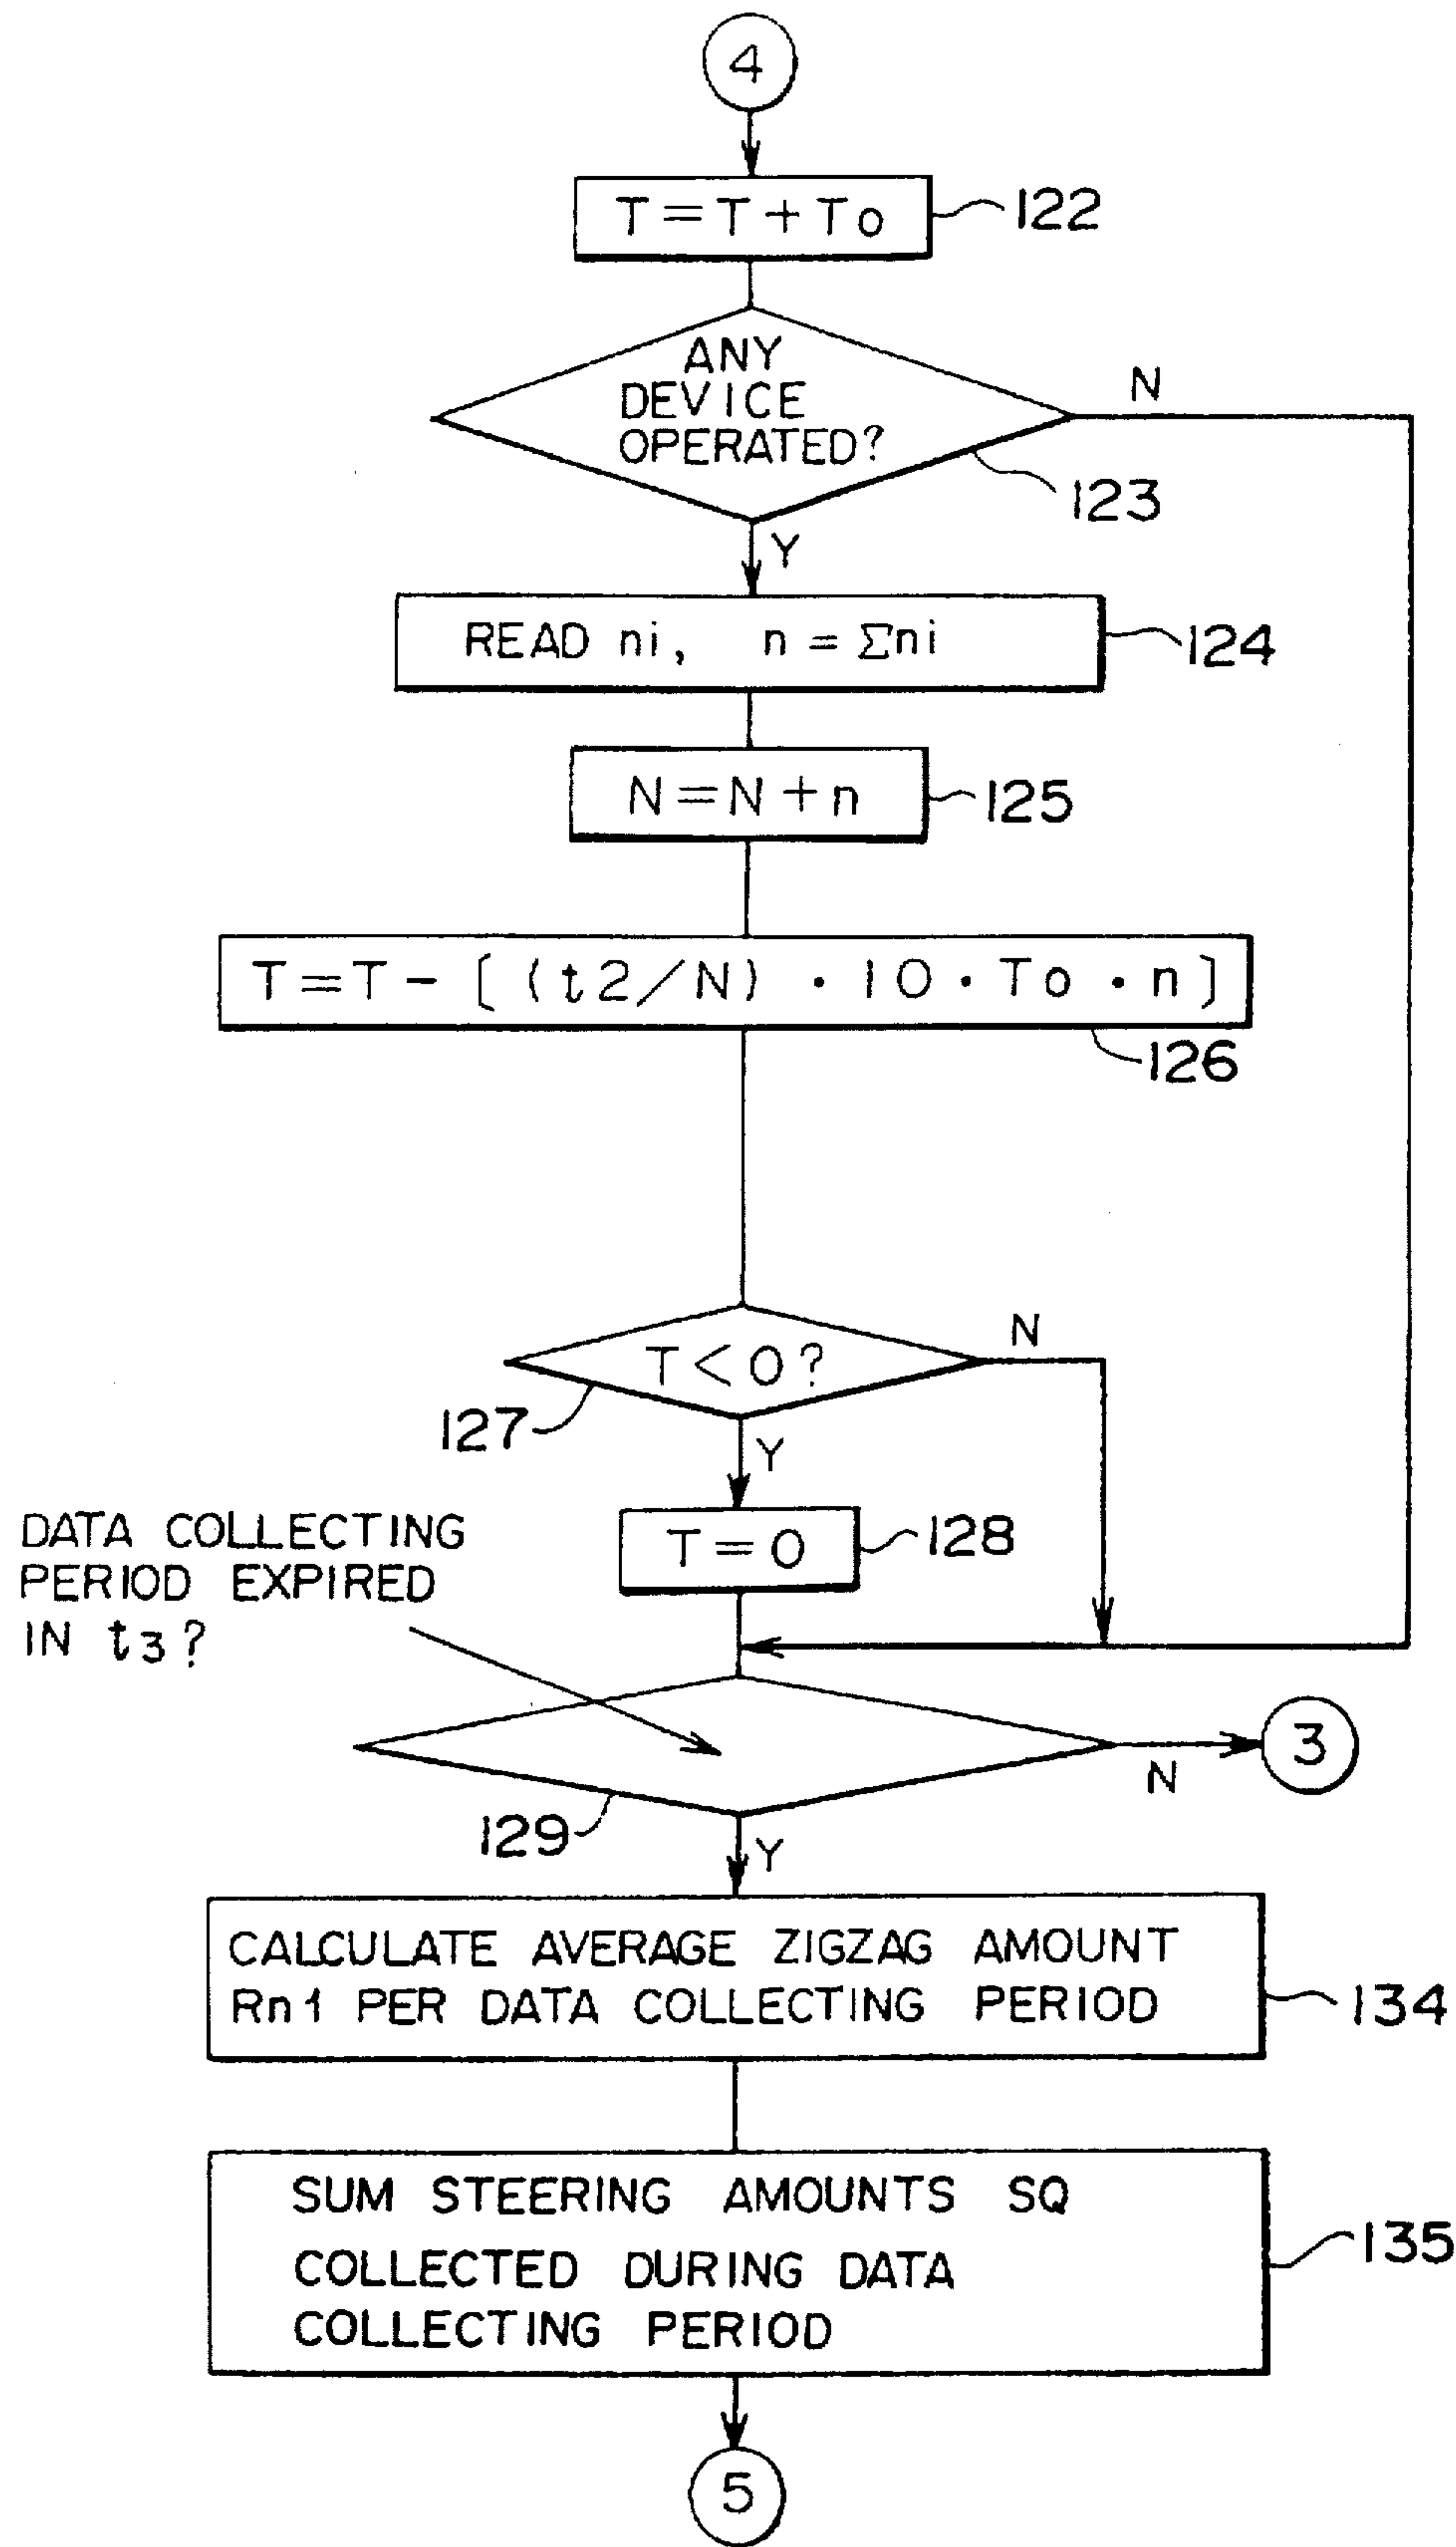 4
T = T + To
122
ANY
DEVICE
OPERATED?
N
123
Y
READ ni, n = Σni
124
N = N + n
125
T = T - [ (t2/N) · 10 · To · n ]
126
T < 0 ?
N
127
Y
T = 0
128
DATA COLLECTING
PERIOD EXPIRED
IN t3 ?
3
N
129
Y
CALCULATE AVERAGE ZIGZAG AMOUNT
Rn1 PER DATA COLLECTING PERIOD
134
SUM STEERING AMOUNTS SQ
COLLECTED DURING DATA
COLLECTING PERIOD
135
5